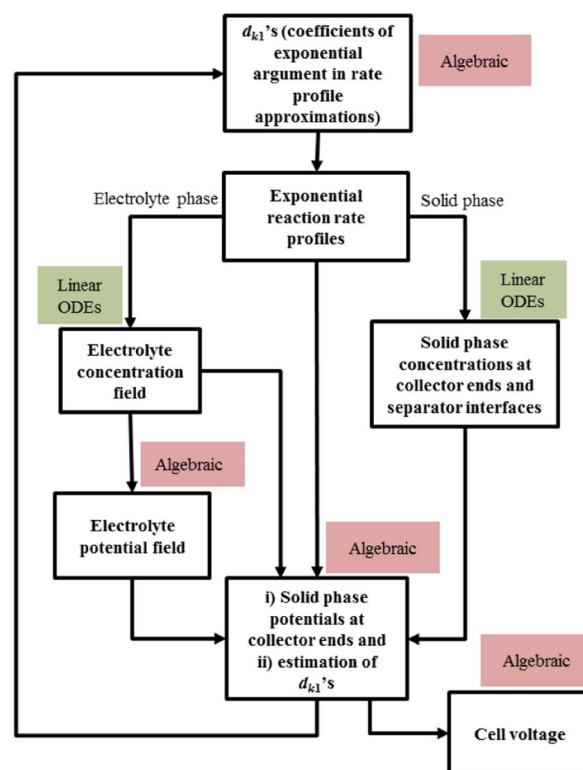 d_k1's (coefficients of
exponential
argument in rate
profile
approximations)
Algebraic
Electrolyte phase
Exponential
reaction rate
profiles
Solid phase
Linear
ODEs
Linear
ODEs
Electrolyte
concentration
field
Solid phase
concentrations at
collector ends and
separator interfaces
Algebraic
Electrolyte
potential field
Algebraic
i) Solid phase
potentials at
collector ends and
ii) estimation of
d_k1's
Algebraic
Cell voltage